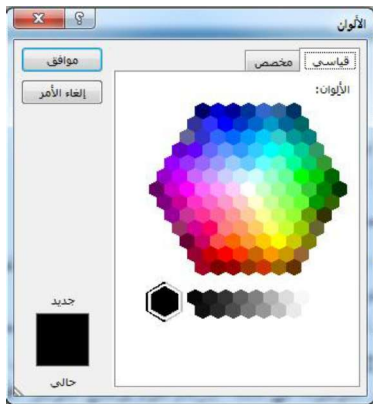 الألوان
قياسي
مخصص
الألوان:
موافق
إلغاء الأمر
جديد
حالي